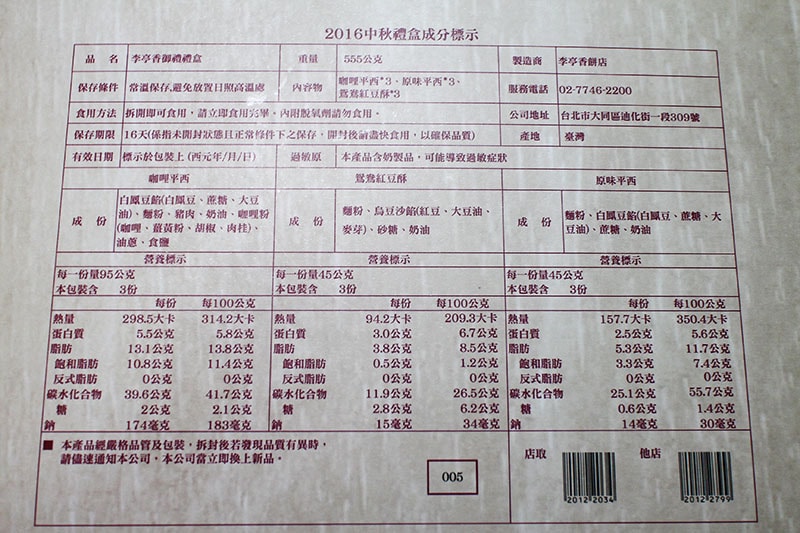 2016中秋禮盒成分標示
品名 李亭香御禮禮盒 重量 555公克 製造商 李亭香餅店
保存條件 常溫保存,避免放置日照高溫處 內容物 咖哩平西*3、原味平西*3、
鴛鴦紅豆酥*3 服務電話 02-7746-2200
食用方法 拆開即可食用,請立即食用完畢。內附脫氧劑請勿食用。 公司地址 台北市大同區迪化街一段309號
保存期限 16天(係指未開封狀態且正常條件下之保存,開封後前盡快食用,以確保品質) 產地 臺灣
有效日期 標示於包裝上 (西元年/月/日) 過敏原 本產品含奶製品,可能導致過敏症狀
咖哩平西 鴛鴦紅豆酥 原味平西
成份 白鳳豆餡(白鳳豆、蔗糖、大豆
油)、麵粉、豬肉、奶油、咖哩粉
(咖哩、薑黃粉、胡椒、肉桂)、
油蔥、食鹽
成份 麵粉、烏豆沙餡(紅豆、大豆油、
麥芽)、砂糖、奶油
成份 麵粉、白鳳豆餡(白鳳豆、蔗糖、大
豆油)、蔗糖、奶油
營養標示 營養標示 營養標示
每一份量95公克 每一份量45公克 每一份量45公克
本包裝含 3份 本包裝含 3份 本包裝含 3份
每份 每100公克 每份 每100公克 每份 每100公克
熱量 298.5大卡 314.2大卡 熱量 94.2大卡 209.3大卡 熱量 157.7大卡 350.4大卡
蛋白質 5.5公克 5.8公克 蛋白質 3.0公克 6.7公克 蛋白質 2.5公克 5.6公克
脂肪 13.1公克 13.8公克 脂肪 3.8公克 8.5公克 脂肪 5.3公克 11.7公克
飽和脂肪 10.8公克 11.4公克 飽和脂肪 0.5公克 1.2公克 飽和脂肪 3.3公克 7.4公克
反式脂肪 0公克 0公克 反式脂肪 0公克 0公克 反式脂肪 0公克 0公克
碳水化合物 39.6公克 41.7公克 碳水化合物 11.9公克 26.5公克 碳水化合物 25.1公克 55.7公克
糖 2公克 2.1公克 糖 2.8公克 6.2公克 糖 0.6公克 1.4公克
鈉 174毫克 183毫克 鈉 15毫克 34毫克 鈉 14毫克 30毫克
■ 本產品經嚴格品管及包裝,拆封後若發現品質有異時,
請儘速通知本公司,本公司當立即換上新品。
005
店取 他店
2012 2034 2012 2799